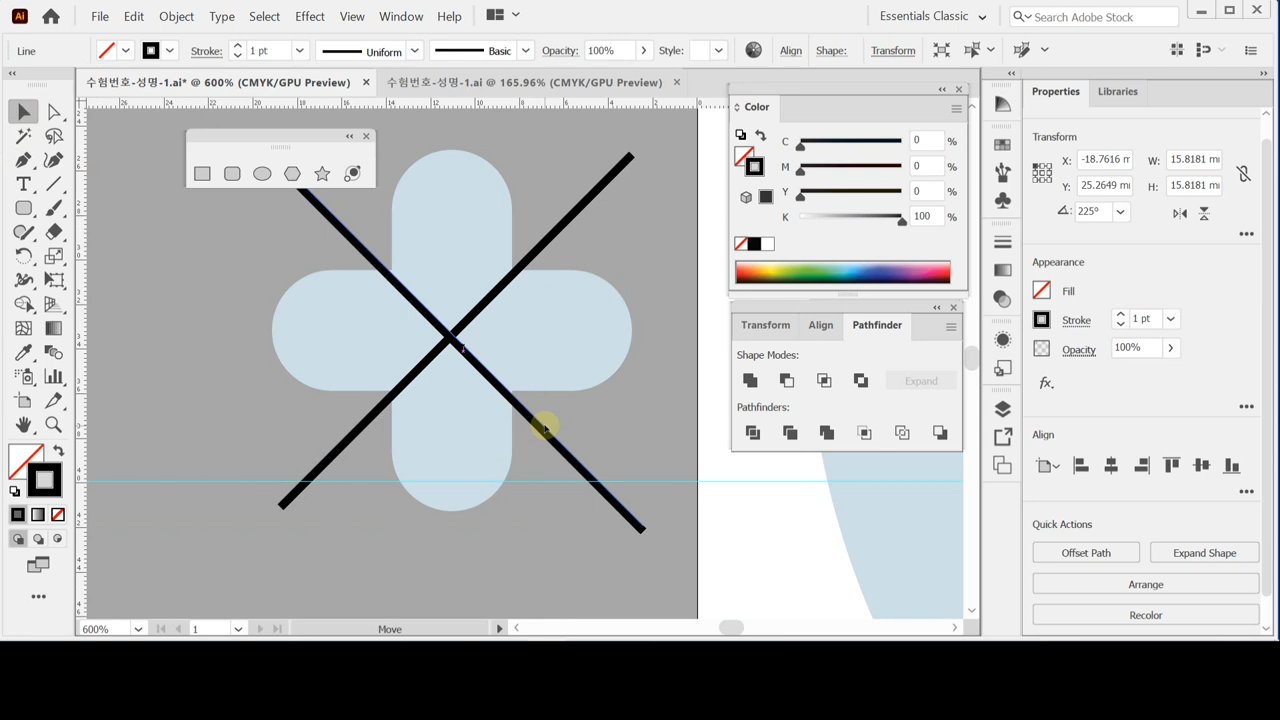 Ai File Edit Object Type Select Effect View Window Help Essentials Classic Search Adobe Stock
Line Stroke: 1 pt Uniform Basic Opacity: 100% Style: Align Shape: Transform
수험번호-성명-1.ai* @ 600% (CMYK/GPU Preview) × 수험번호-성명-1.ai @ 165.96% (CMYK/GPU Preview) ×
Color
C 0 %
M 0 %
Y 0 %
K 100 %
Transform Align Pathfinder
Shape Modes:
Expand
Pathfinders:
Properties Libraries
Transform
X: -18.7616 m W: 15.8181 m
Y: 25.2649 m H: 15.8181 m
225°
Appearance
Fill
Stroke 1 pt
Opacity 100%
fx.
Align
Quick Actions
Offset Path Expand Shape
Arrange
Recolor
600% 1 Move